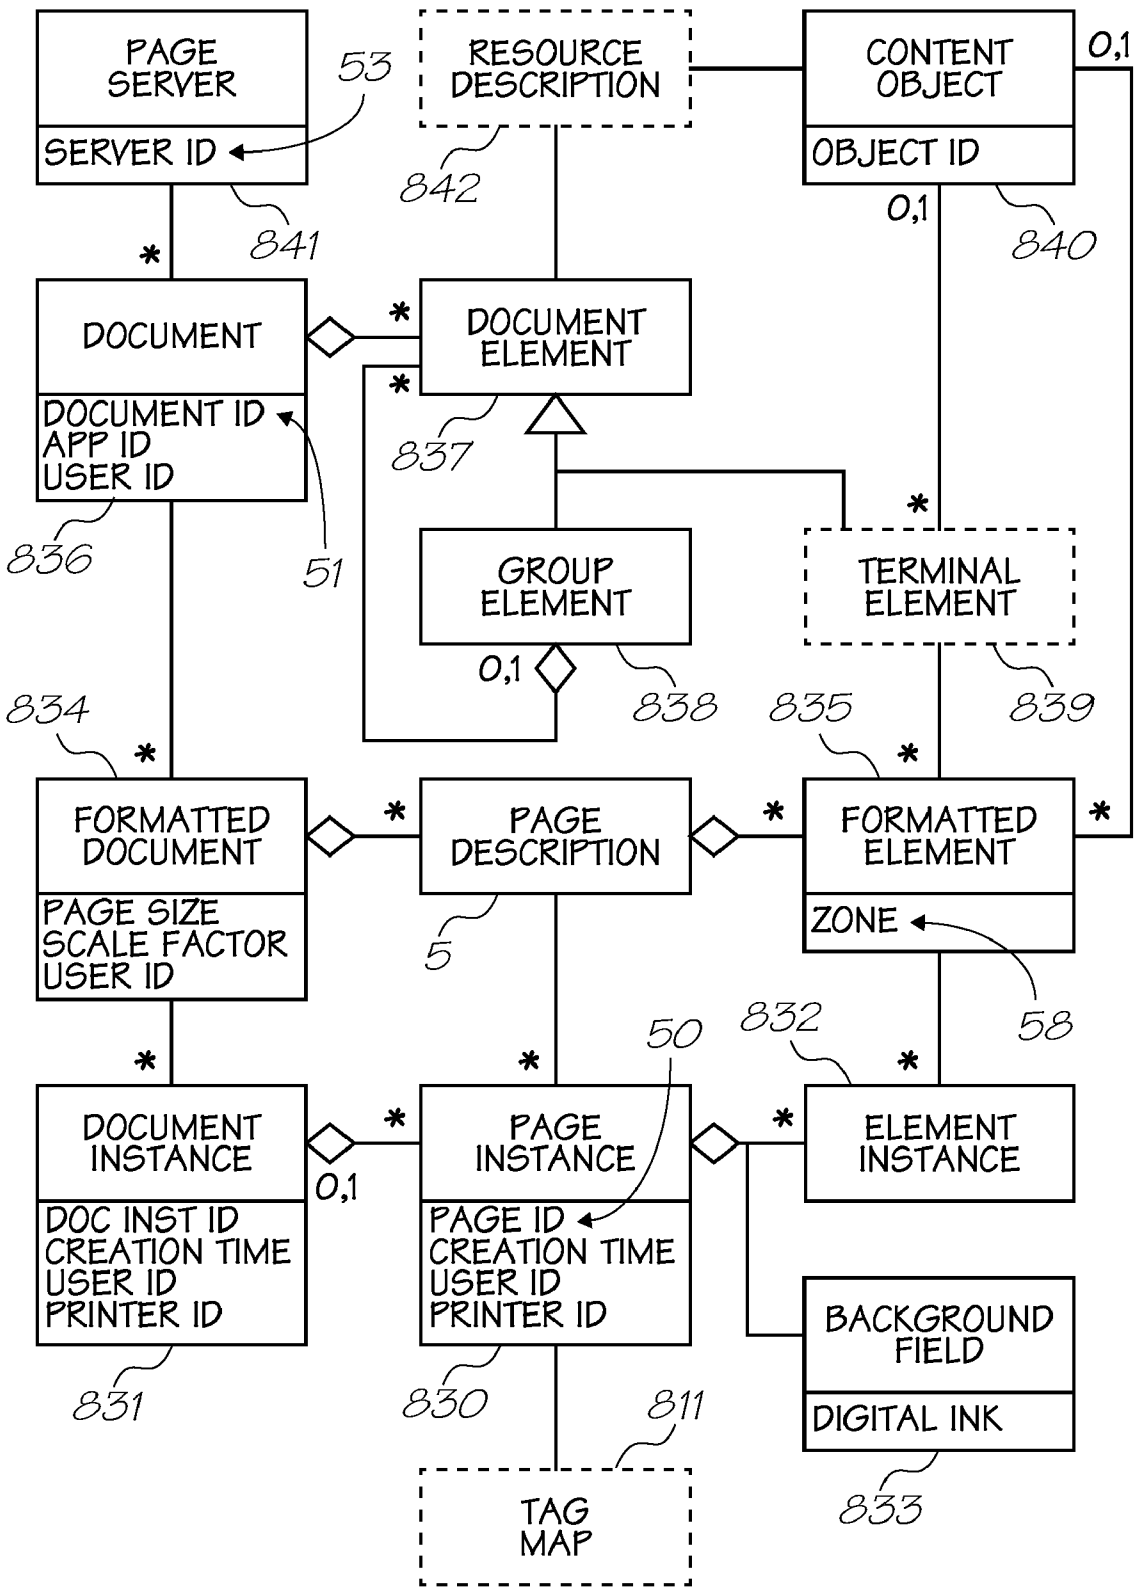 PAGE
SERVER
SERVER ID
53
841
RESOURCE
DESCRIPTION
842
CONTENT
OBJECT
OBJECT ID
0,1
0,1
840
*
DOCUMENT
DOCUMENT ID
APP ID
USER ID
836
51
*
*
DOCUMENT
ELEMENT
837
GROUP
ELEMENT
0,1
838
*
TERMINAL
ELEMENT
839
834
*
FORMATTED
DOCUMENT
PAGE SIZE
SCALE FACTOR
USER ID
*
PAGE
DESCRIPTION
5
835
*
*
*
FORMATTED
ELEMENT
ZONE
58
*
DOCUMENT
INSTANCE
DOC INST ID
CREATION TIME
USER ID
PRINTER ID
831
0,1
*
*
50
PAGE
INSTANCE
PAGE ID
CREATION TIME
USER ID
PRINTER ID
830
832
*
*
ELEMENT
INSTANCE
BACKGROUND
FIELD
DIGITAL INK
833
811
TAG
MAP